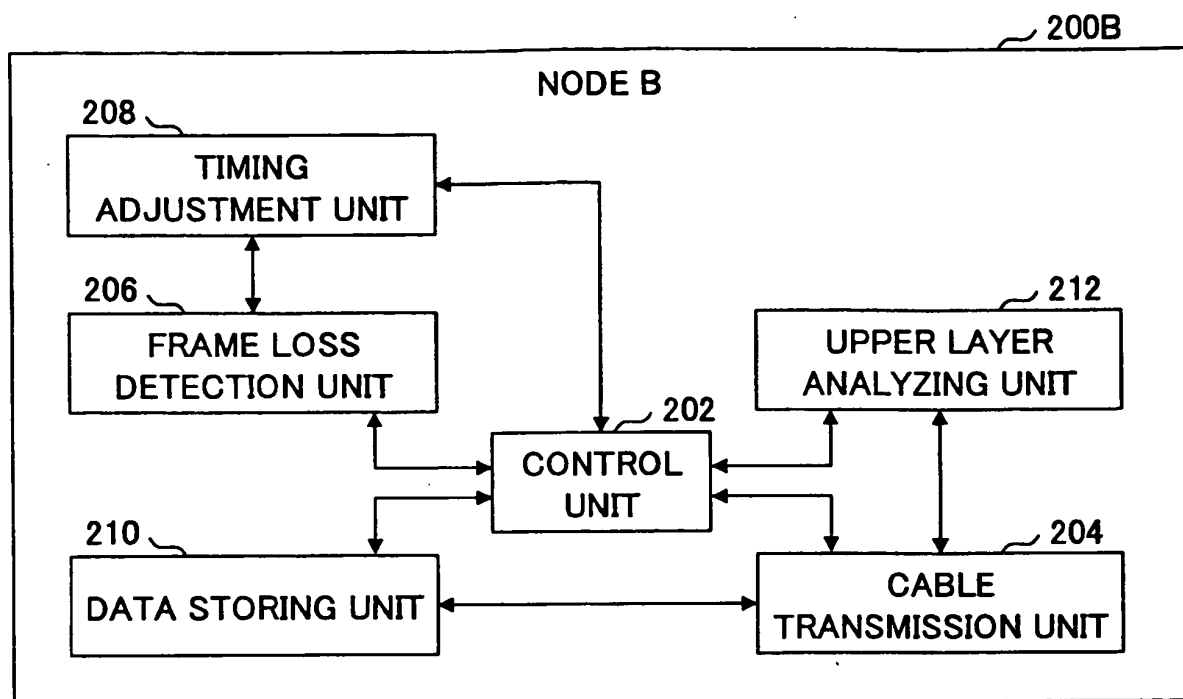 200B
NODE B
208
TIMING
ADJUSTMENT UNIT
206
FRAME LOSS
DETECTION UNIT
212
UPPER LAYER
ANALYZING UNIT
202
CONTROL
UNIT
210
DATA STORING UNIT
204
CABLE
TRANSMISSION UNIT